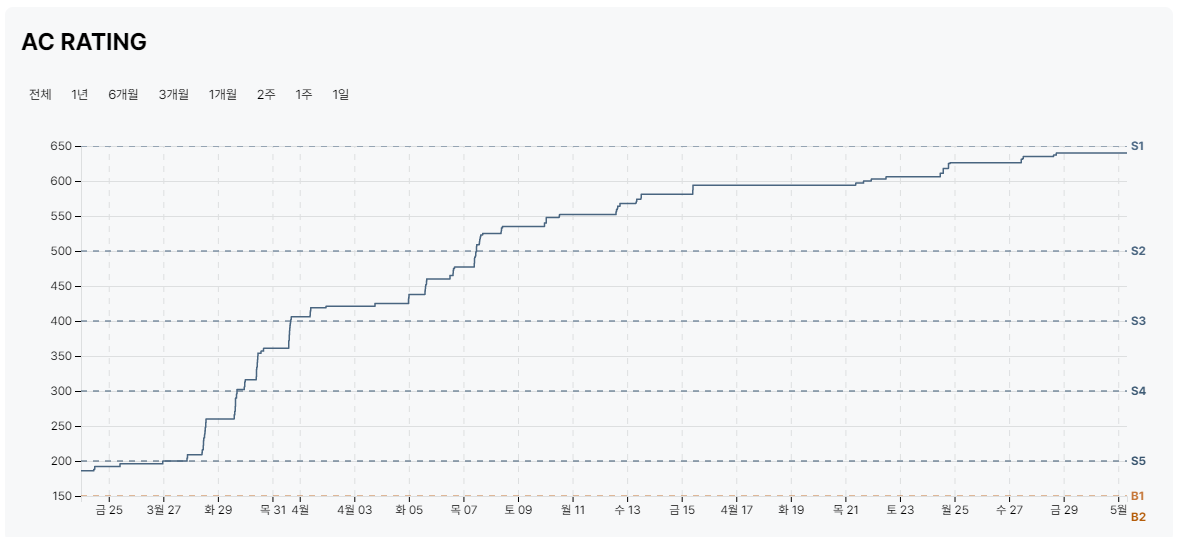 AC RATING
전체 1년 6개월 3개월 1개월 2주 1주 1일
650 S1
600
550
500 S2
450
400 S3
350
300 S4
250
200 S5
150 B1
금 25 3월 27 화 29 목 31 4월 4월 03 화 05 목 07 토 09 월 11 수 13 금 15 4월 17 화 19 목 21 토 23 월 25 수 27 금 29 5월
B2